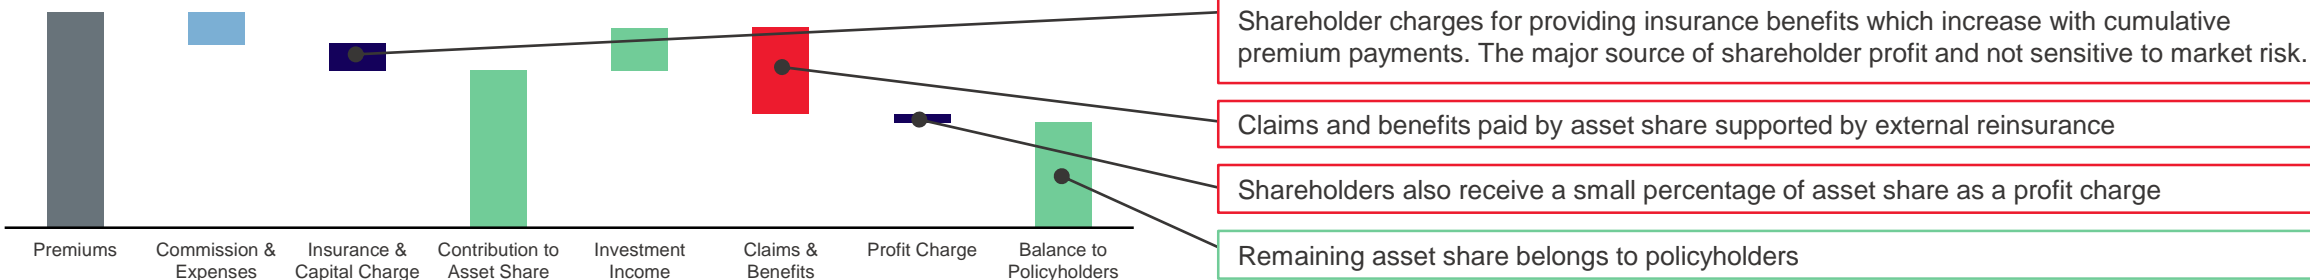 Premiums
Commission &
Expenses
Insurance &
Capital Charge
Contribution to
Asset Share
Investment
Income
Claims &
Benefits
Profit Charge
Balance to
Policyholders
Shareholder charges for providing insurance benefits which increase with cumulative
premium payments. The major source of shareholder profit and not sensitive to market risk.
Claims and benefits paid by asset share supported by external reinsurance
Shareholders also receive a small percentage of asset share as a profit charge
Remaining asset share belongs to policyholders